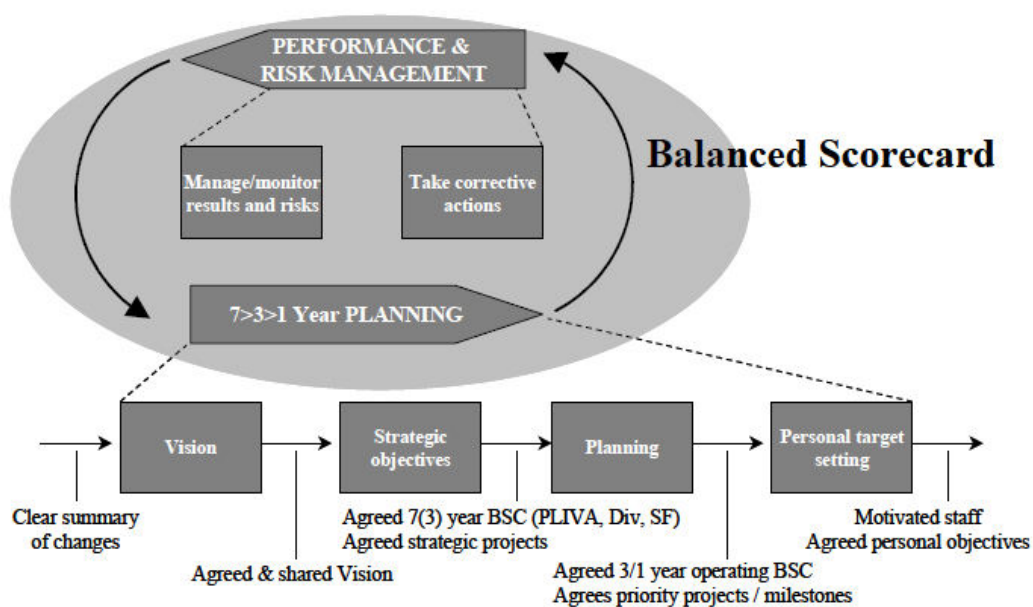 PERFORMANCE &
RISK MANAGEMENT
Balanced Scorecard
Manage/monitor
results and risks
Take corrective
actions
7>3>1 Year PLANNING
Vision
Strategic
objectives
Planning
Personal target
setting
Clear summary
of changes
Agreed & shared Vision
Agreed 7(3) year BSC (PLIVA, Div, SF)
Agreed strategic projects
Agreed 3/1 year operating BSC
Agrees priority projects / milestones
Motivated staff
Agreed personal objectives